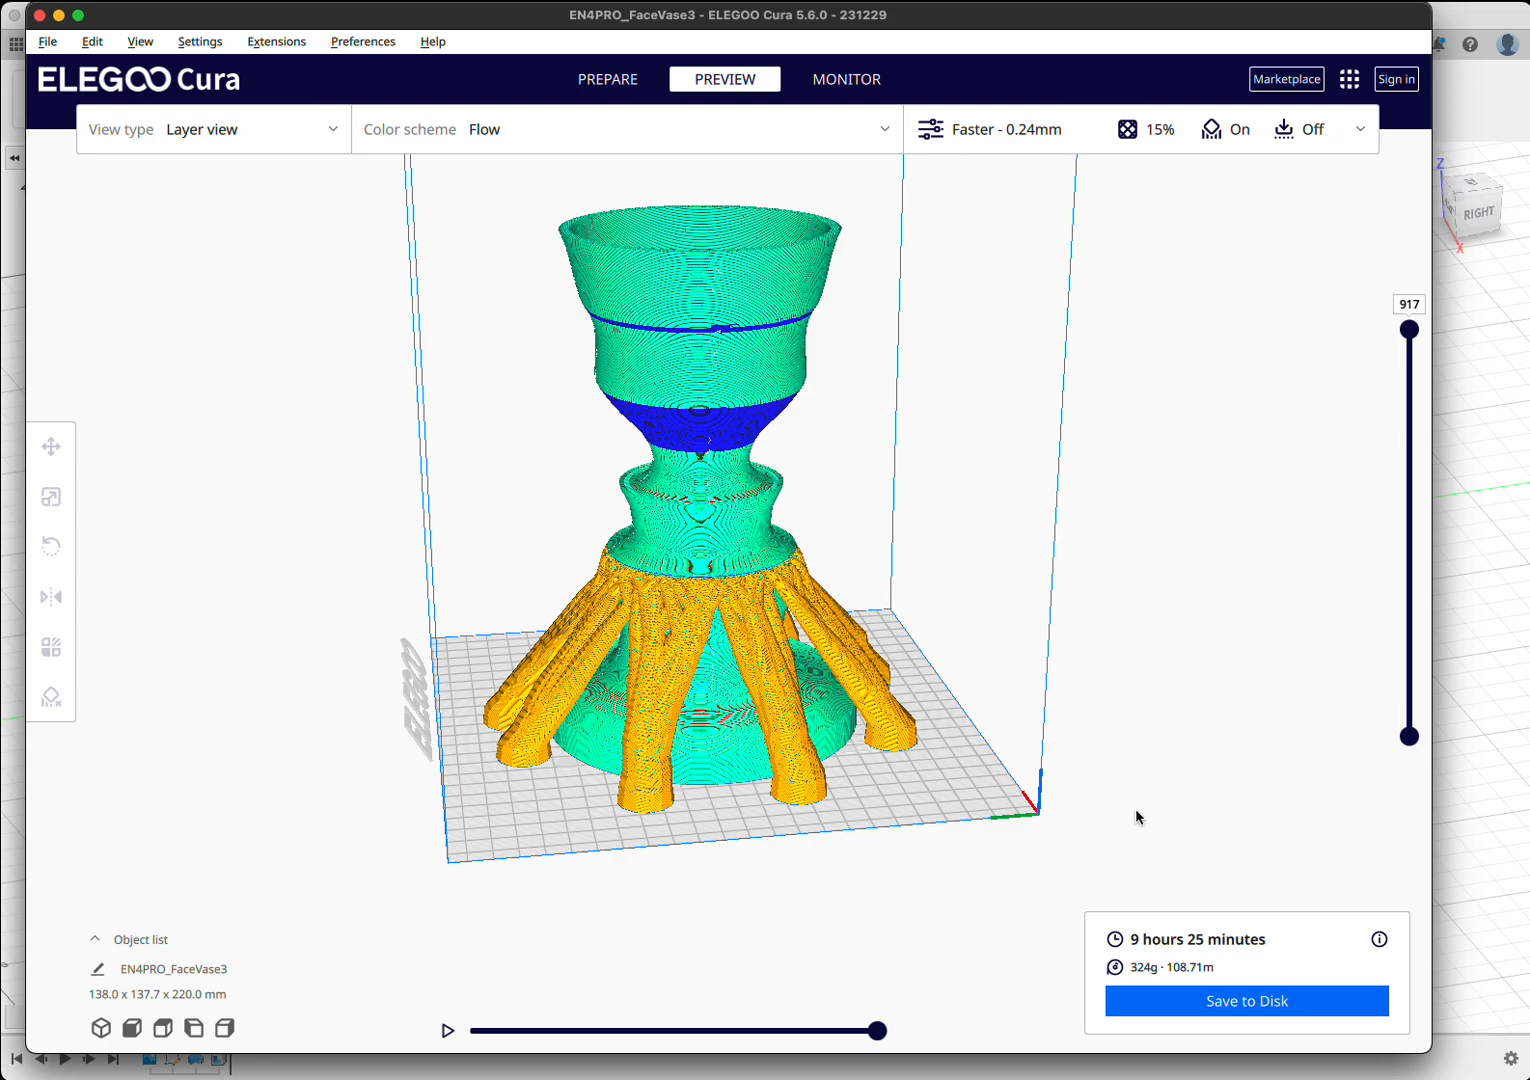 EN4PRO_FaceVase3 - ELEGOO Cura 5.6.0 - 231229
File Edit View Settings Extensions Preferences Help
ELEGOO Cura PREPARE PREVIEW MONITOR Marketplace Sign in
View type Layer view Color scheme Flow Faster - 0.24mm 15% On Off
Z
RIGHT
X
917
ELEGOO
9 hours 25 minutes
324g · 108.71m
Save to Disk
Object list
EN4PRO_FaceVase3
138.0 x 137.7 x 220.0 mm